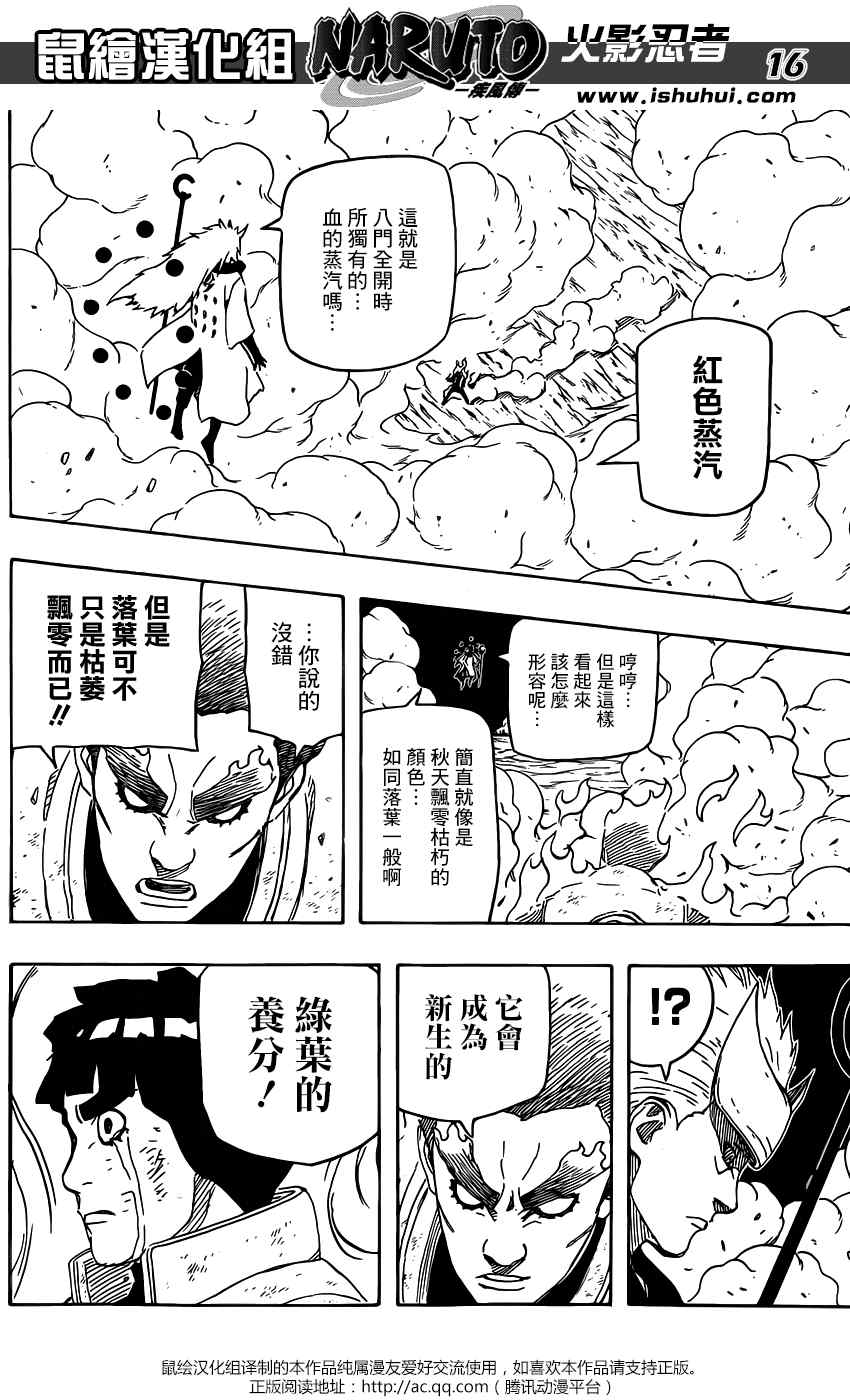 鼠繪漢化組
NARUTO
疾風傳
火影忍者
16
www.ishuhui.com
紅色蒸汽
這就是
八門全開時
所獨有的…
血的蒸汽嗎…
哼哼…
但是這樣
看起來
該怎麼
形容呢…
簡直就像是
秋天飄零枯朽的
顏色…
如同落葉一般啊
…你說的
沒錯
但是
落葉可不
只是枯萎
飄零而已!!
!?
它會
成為
新生的
綠葉的
養分!
鼠绘汉化组译制的本作品纯属漫友爱好交流使用，如喜欢本作品请支持正版。
正版阅读地址：http://ac.qq.com（腾讯动漫平台）